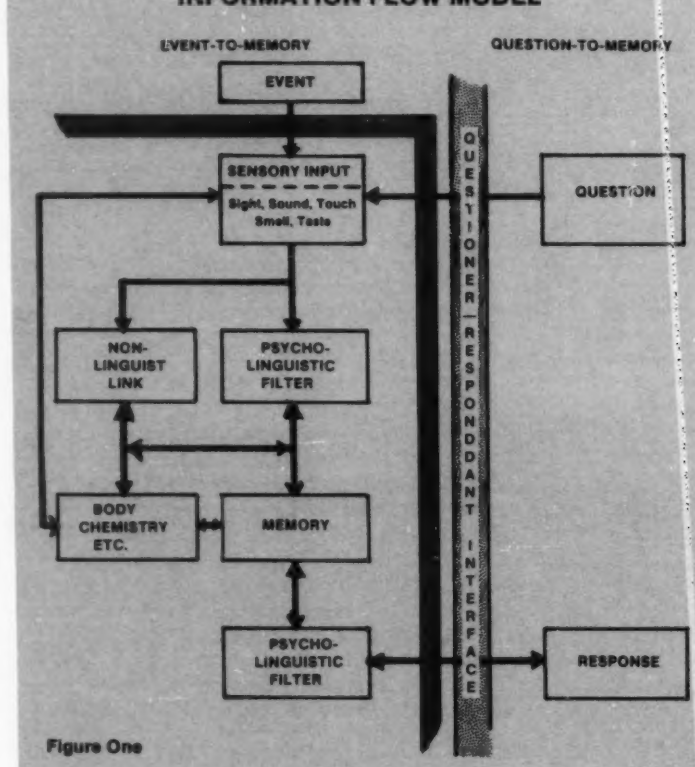 INFORMATION FLOW MODEL
EVENT-TO-MEMORY
QUESTION-TO-MEMORY
EVENT
SENSORY INPUT
Sight, Sound, Touch
Smell, Taste
QUESTION
NON-
LINGUIST
LINK
PSYCHO-
LINGUISTIC
FILTER
BODY
CHEMISTRY
ETC.
MEMORY
PSYCHO-
LINGUISTIC
FILTER
RESPONSE
QUESTIONER—RESPONDDANT INTERFACE
Figure One